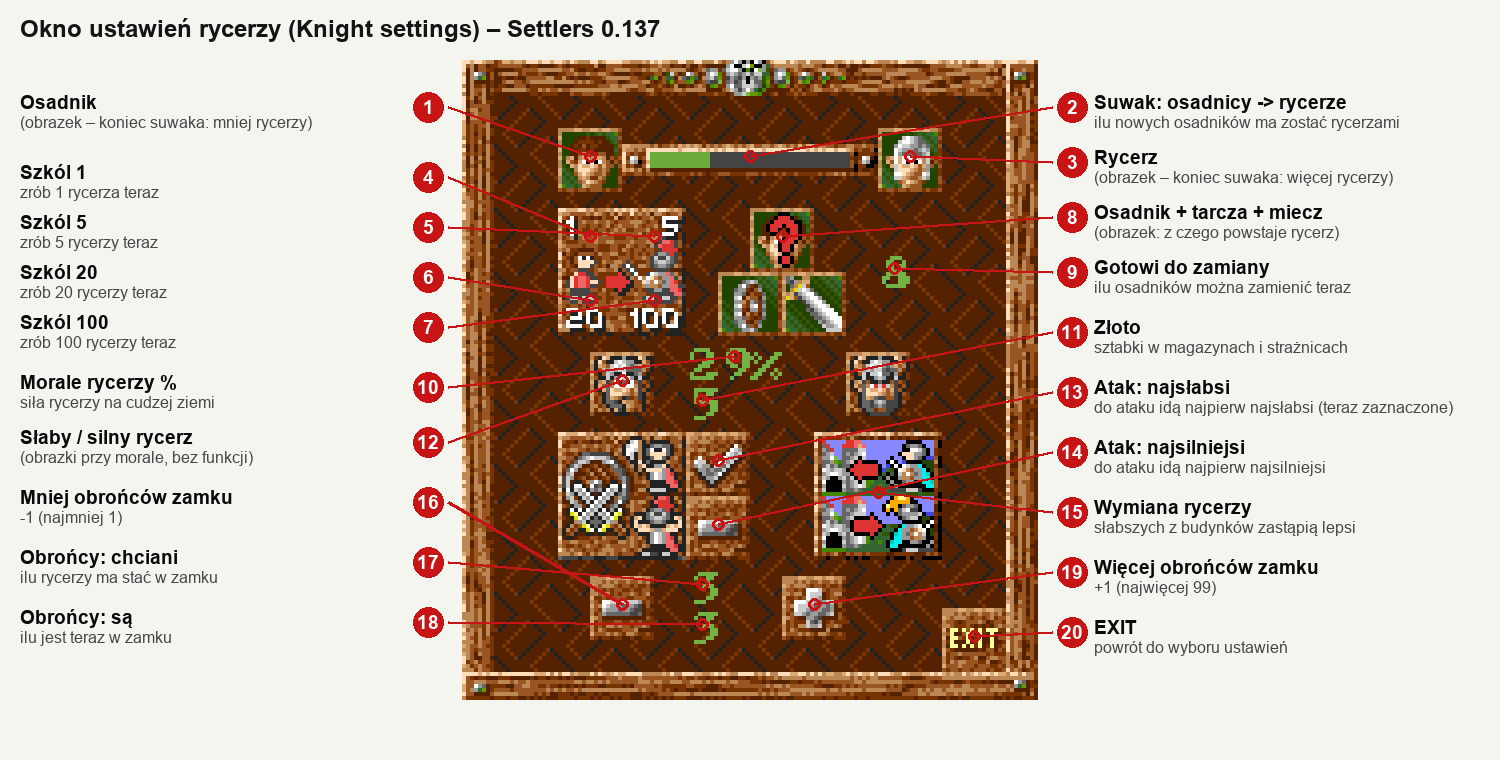 Okno ustawień rycerzy (Knight settings) – Settlers 0.137
Osadnik
(obrazek – koniec suwaka: mniej rycerzy)
1
Szkól 1
zrób 1 rycerza teraz
4
Szkól 5
zrób 5 rycerzy teraz
5
Szkól 20
zrób 20 rycerzy teraz
6
Szkól 100
zrób 100 rycerzy teraz
7
Morale rycerzy %
siła rycerzy na cudzej ziemi
10
Słaby / silny rycerz
(obrazki przy morale, bez funkcji)
12
Mniej obrońców zamku
-1 (najmniej 1)
16
Obrońcy: chciani
ilu rycerzy ma stać w zamku
17
Obrońcy: są
ilu jest teraz w zamku
18
1 5
20 100
2
29%
5
3
3
EXIT
2
Suwak: osadnicy -> rycerze
ilu nowych osadników ma zostać rycerzami
3
Rycerz
(obrazek – koniec suwaka: więcej rycerzy)
8
Osadnik + tarcza + miecz
(obrazek: z czego powstaje rycerz)
9
Gotowi do zamiany
ilu osadników można zamienić teraz
11
Złoto
sztabki w magazynach i strażnicach
13
Atak: najsłabsi
do ataku idą najpierw najsłabsi (teraz zaznaczone)
14
Atak: najsilniejsi
do ataku idą najpierw najsilniejsi
15
Wymiana rycerzy
słabszych z budynków zastąpią lepsi
19
Więcej obrońców zamku
+1 (najwięcej 99)
20
EXIT
powrót do wyboru ustawień